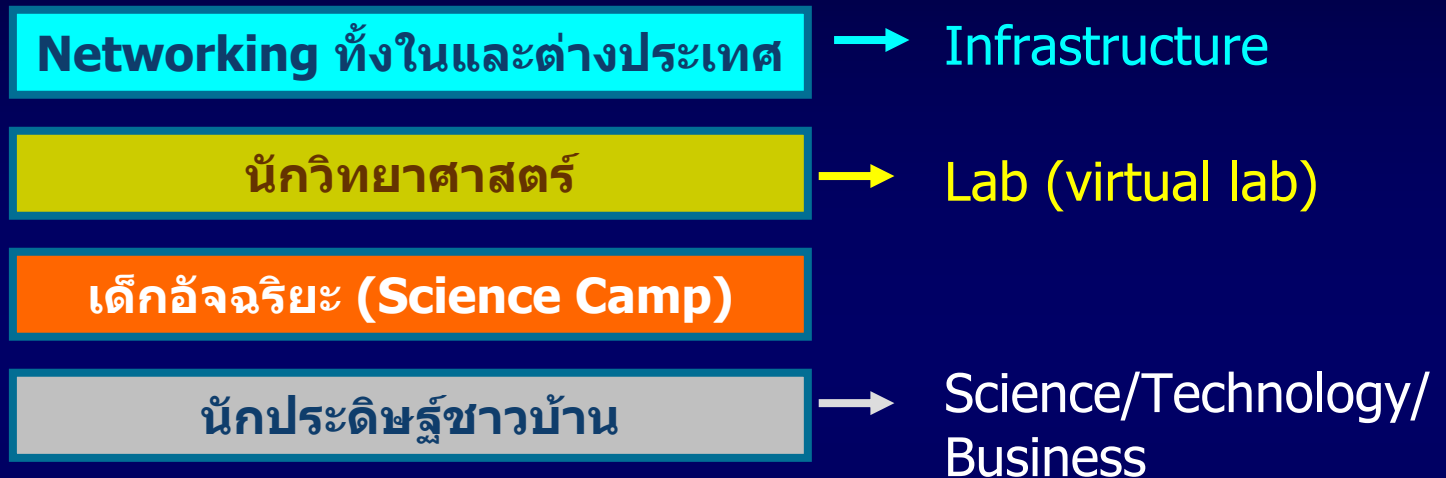 Networking ทั้งในและต่างประเทศ
Infrastructure
นักวิทยาศาสตร์
Lab (virtual lab)
เด็กอัจฉริยะ (Science Camp)
นักประดิษฐ์ชาวบ้าน
Science/Technology/
Business